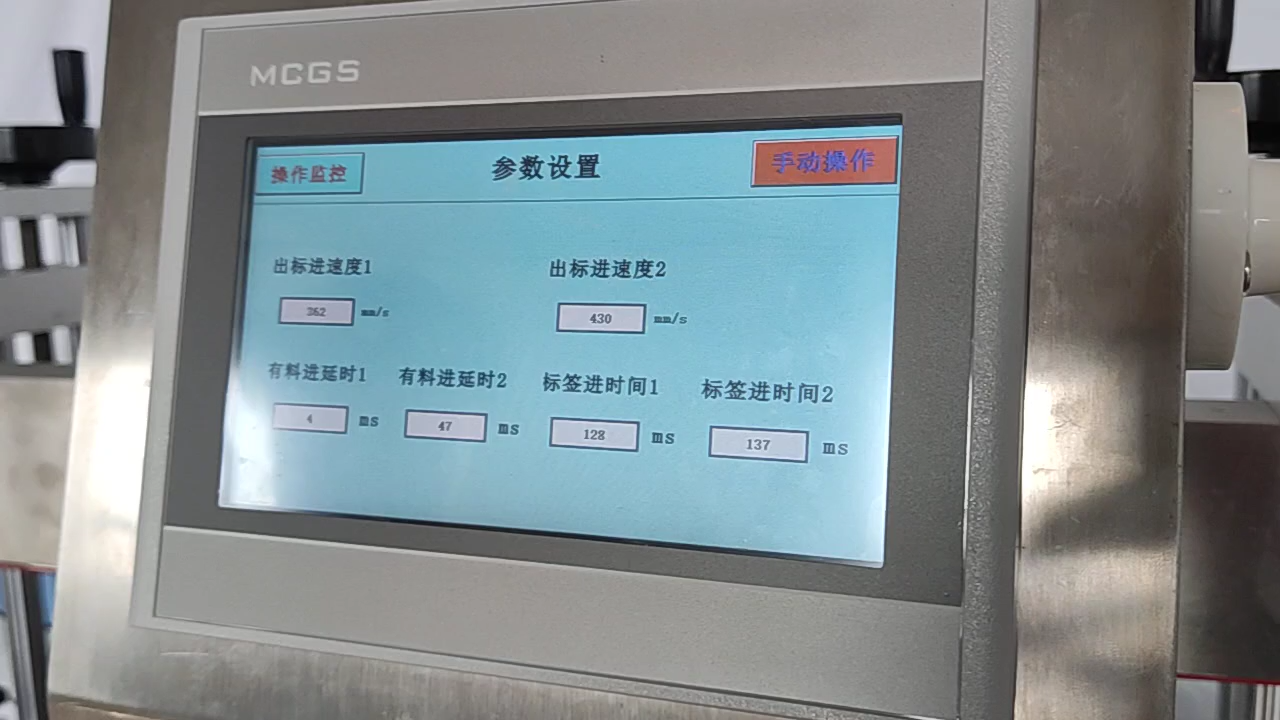 MCGS
操作监控 参数设置 手动操作
出标进速度1 出标进速度2
362 mm/s 430 mm/s
有料进延时1 有料进延时2 标签进时间1 标签进时间2
4 ms 47 ms 128 ms 137 ms